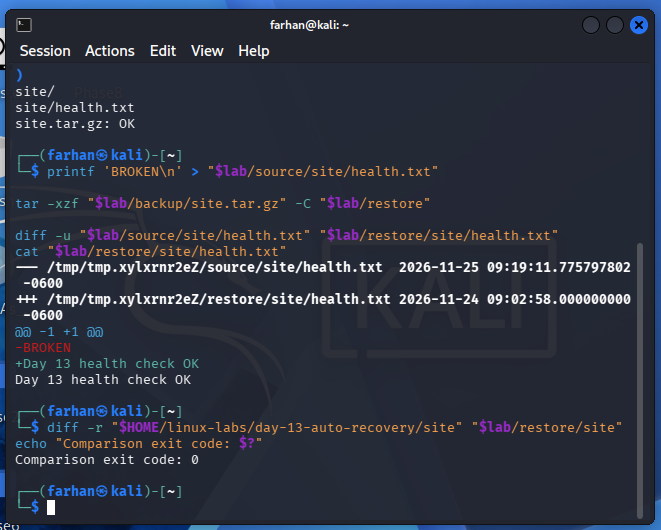 farhan@kali: ~
Session Actions Edit View Help
)
site/
site/health.txt
site.tar.gz: OK
┌──(farhan㉿kali)-[~]
└─$ printf 'BROKEN\n' > "$lab/source/site/health.txt"
tar -xzf "$lab/backup/site.tar.gz" -C "$lab/restore"
diff -u "$lab/source/site/health.txt" "$lab/restore/site/health.txt"
cat "$lab/restore/site/health.txt"
--- /tmp/tmp.xylxrnr2eZ/source/site/health.txt  2026-11-25 09:19:11.775797802
 -0600
+++ /tmp/tmp.xylxrnr2eZ/restore/site/health.txt 2026-11-24 09:02:58.000000000
 -0600
@@ -1 +1 @@
-BROKEN
+Day 13 health check OK
Day 13 health check OK
┌──(farhan㉿kali)-[~]
└─$ diff -r "$HOME/linux-labs/day-13-auto-recovery/site" "$lab/restore/site"
echo "Comparison exit code: $?"
Comparison exit code: 0
┌──(farhan㉿kali)-[~]
└─$
KALI